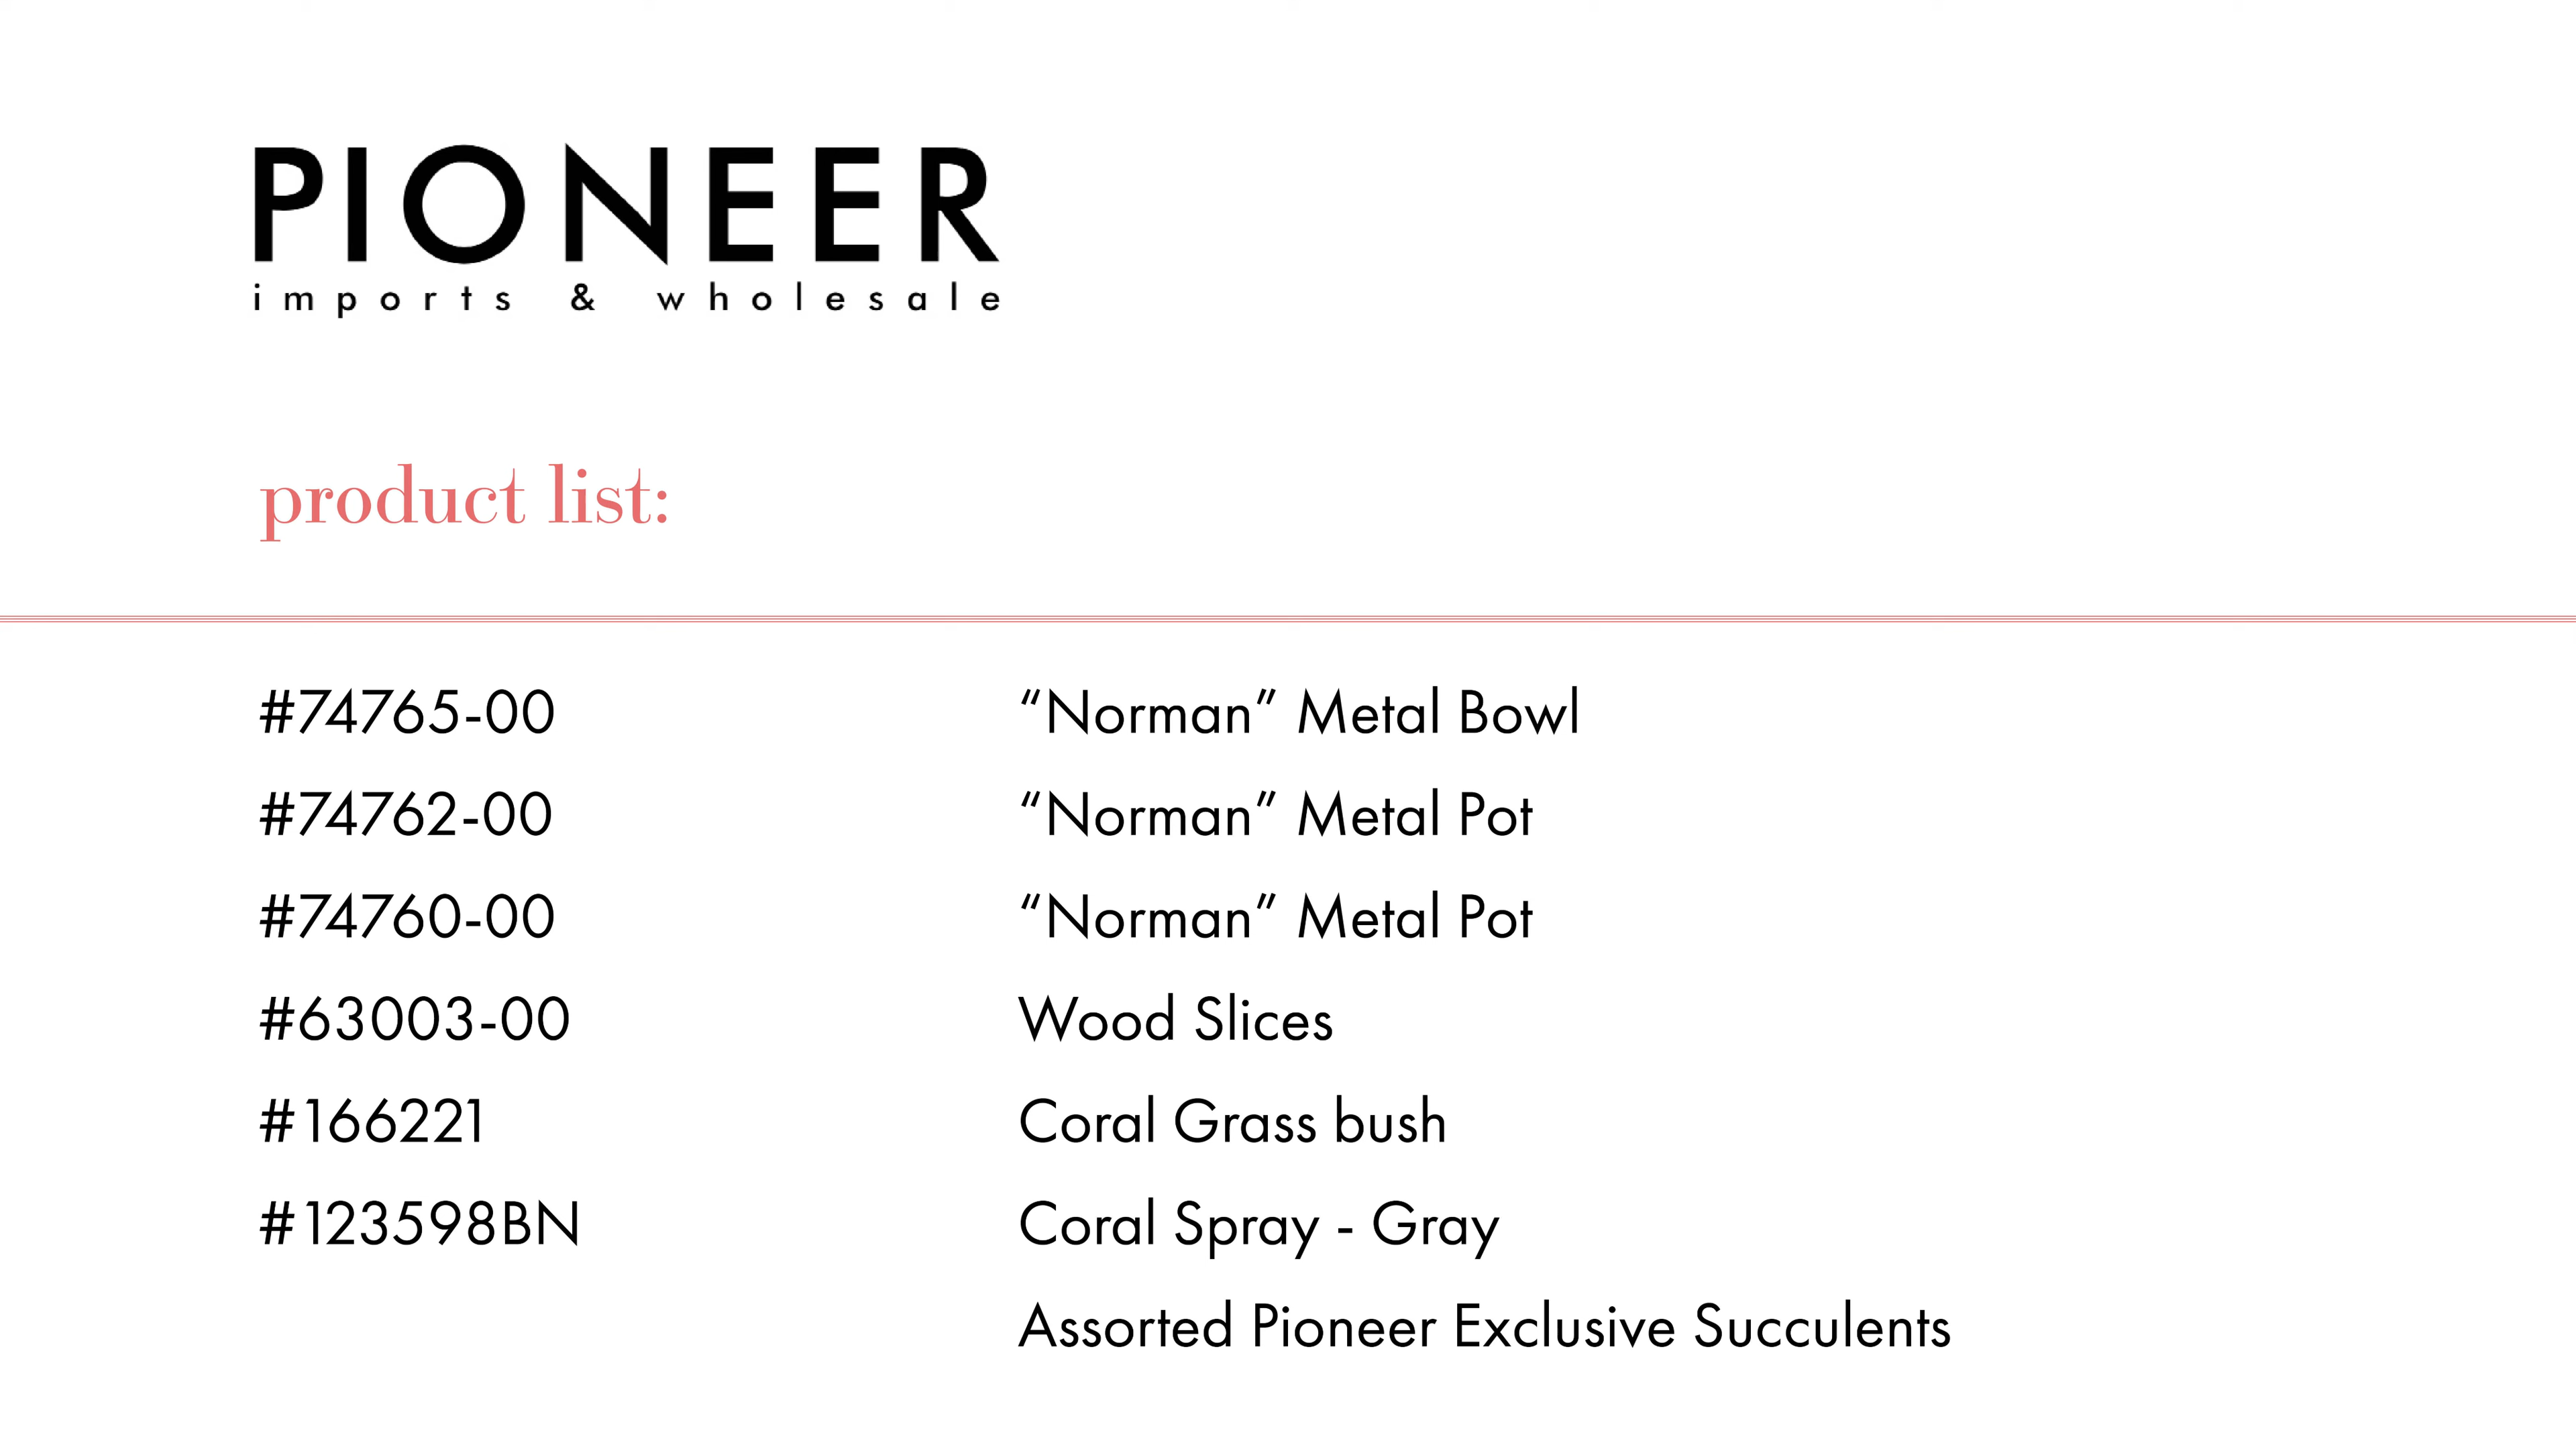 PIONEER
imports & wholesale
product list:
#74765-00 “Norman” Metal Bowl
#74762-00 “Norman” Metal Pot
#74760-00 “Norman” Metal Pot
#63003-00 Wood Slices
#166221 Coral Grass bush
#123598BN Coral Spray - Gray
Assorted Pioneer Exclusive Succulents